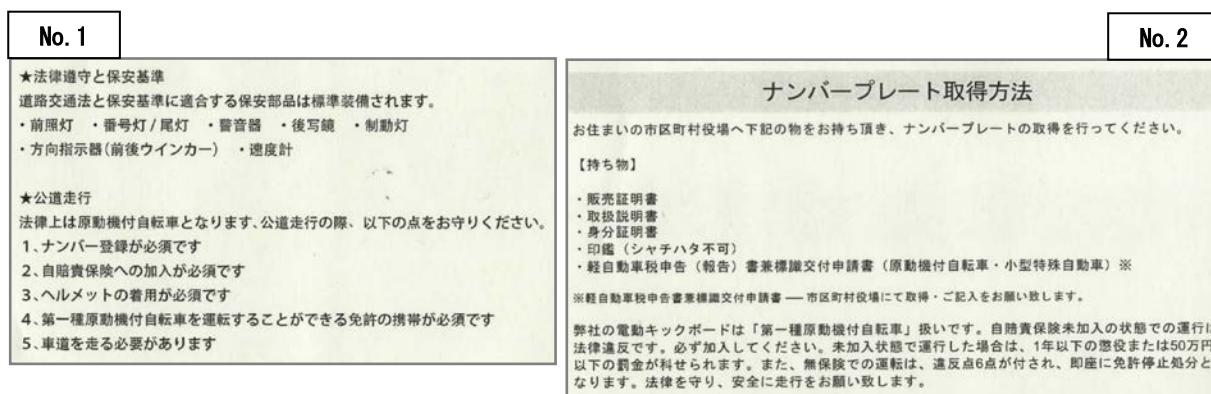 No. 1
★法律遵守と保安基準
道路交通法と保安基準に適合する保安部品は標準装備されます。
・前照灯 ・番号灯/尾灯 ・警音器 ・後写鏡 ・制動灯
・方向指示器(前後ウインカー) ・速度計
★公道走行
法律上は原動機付自転車となります、公道走行の際、以下の点をお守りください。
1、ナンバー登録が必須です
2、自賠責保険への加入が必須です
3、ヘルメットの着用が必須です
4、第一種原動機付自転車を運転することができる免許の携帯が必須です
5、車道を走る必要があります
No. 2
ナンバープレート取得方法
お住まいの市区町村役場へ下記の物をお持ち頂き、ナンバープレートの取得を行ってください。
【持ち物】
・販売証明書
・取扱説明書
・身分証明書
・印鑑（シャチハタ不可）
・軽自動車税申告（報告）書兼標識交付申請書（原動機付自転車・小型特殊自動車）※
※軽自動車税申告書兼標識交付申請書 ― 市区町村役場にて取得・ご記入をお願い致します。
弊社の電動キックボードは「第一種原動機付自転車」扱いです。自賠責保険未加入の状態での運行は
法律違反です。必ず加入してください。未加入状態で運行した場合は、1年以下の懲役または50万円
以下の罰金が科せられます。また、無保険での運転は、違反点6点が付され、即座に免許停止処分と
なります。法律を守り、安全に走行をお願い致します。